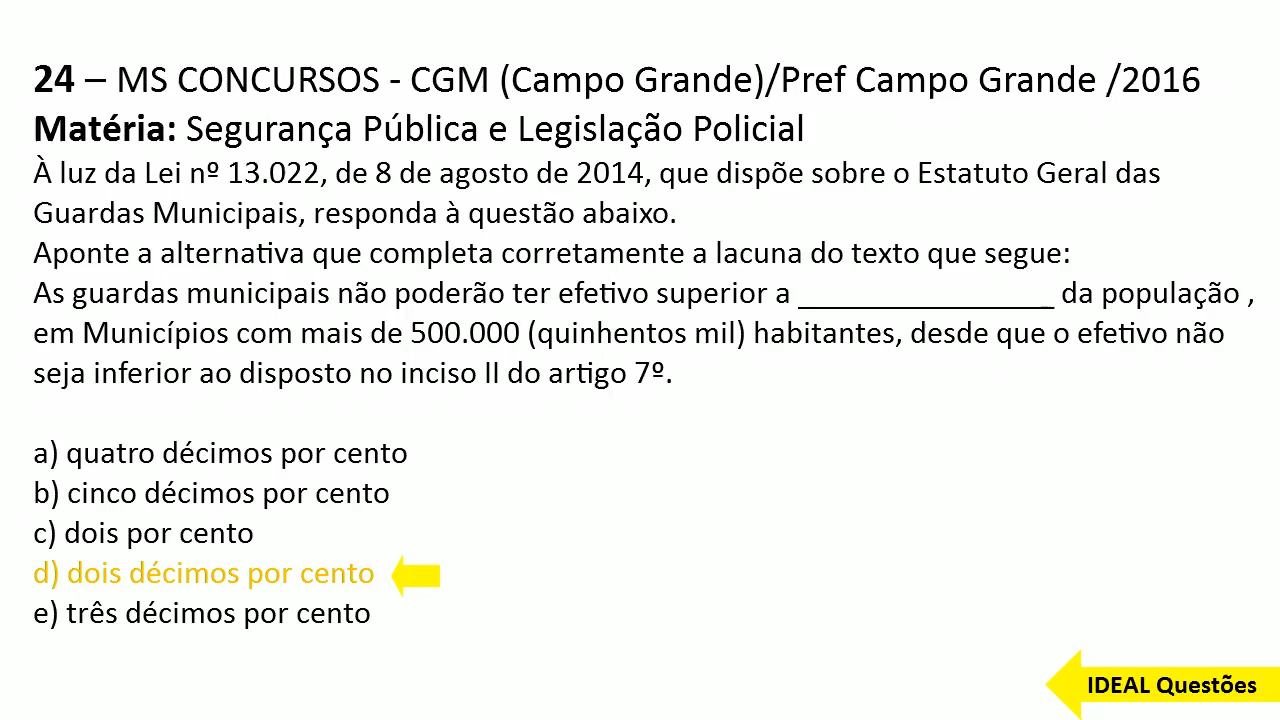 24 – MS CONCURSOS - CGM (Campo Grande)/Pref Campo Grande /2016
Matéria: Segurança Pública e Legislação Policial
À luz da Lei nº 13.022, de 8 de agosto de 2014, que dispõe sobre o Estatuto Geral das
Guardas Municipais, responda à questão abaixo.
Aponte a alternativa que completa corretamente a lacuna do texto que segue:
As guardas municipais não poderão ter efetivo superior a ________________ da população ,
em Municípios com mais de 500.000 (quinhentos mil) habitantes, desde que o efetivo não
seja inferior ao disposto no inciso II do artigo 7º.
a) quatro décimos por cento
b) cinco décimos por cento
c) dois por cento
d) dois décimos por cento
e) três décimos por cento
IDEAL Questões